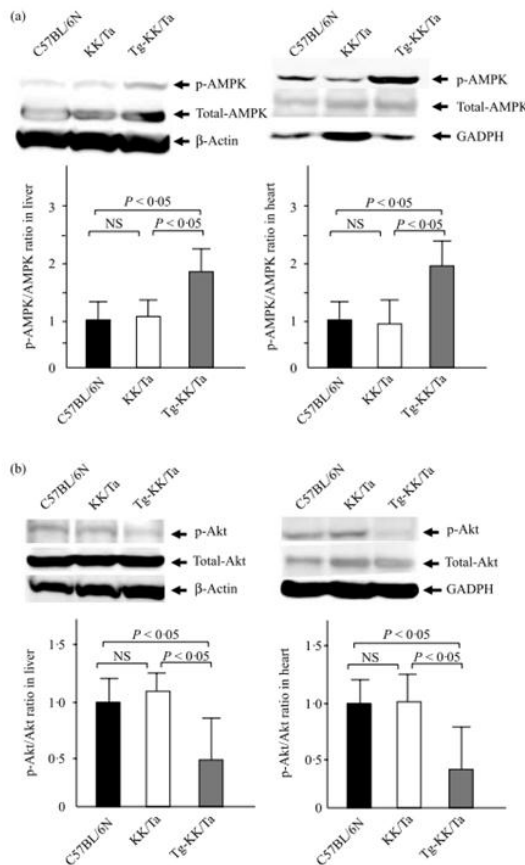 (a)
C57BL/6N KK/Ta Tg-KK/Ta
p-AMPK
Total-AMPK
β-Actin
C57BL/6N KK/Ta Tg-KK/Ta
p-AMPK
Total-AMPK
GADPH
p-AMPK/AMPK ratio in liver
3
2
1
0
P < 0·05
NS P < 0·05
C57BL/6N KK/Ta Tg-KK/Ta
p-AMPK/AMPK ratio in heart
3
2
1
0
P < 0·05
NS P < 0·05
C57BL/6N KK/Ta Tg-KK/Ta
(b)
C57BL/6N KK/Ta Tg-KK/Ta
p-Akt
Total-Akt
β-Actin
C57BL/6N KK/Ta Tg-KK/Ta
p-Akt
Total-Akt
GADPH
p-Akt/Akt ratio in liver
1·5
1·0
0·5
0
P < 0·05
NS P < 0·05
C57BL/6N KK/Ta Tg-KK/Ta
p-Akt/Akt ratio in heart
1·5
1·0
0·5
0
P < 0·05
NS P < 0·05
C57BL/6N KK/Ta Tg-KK/Ta